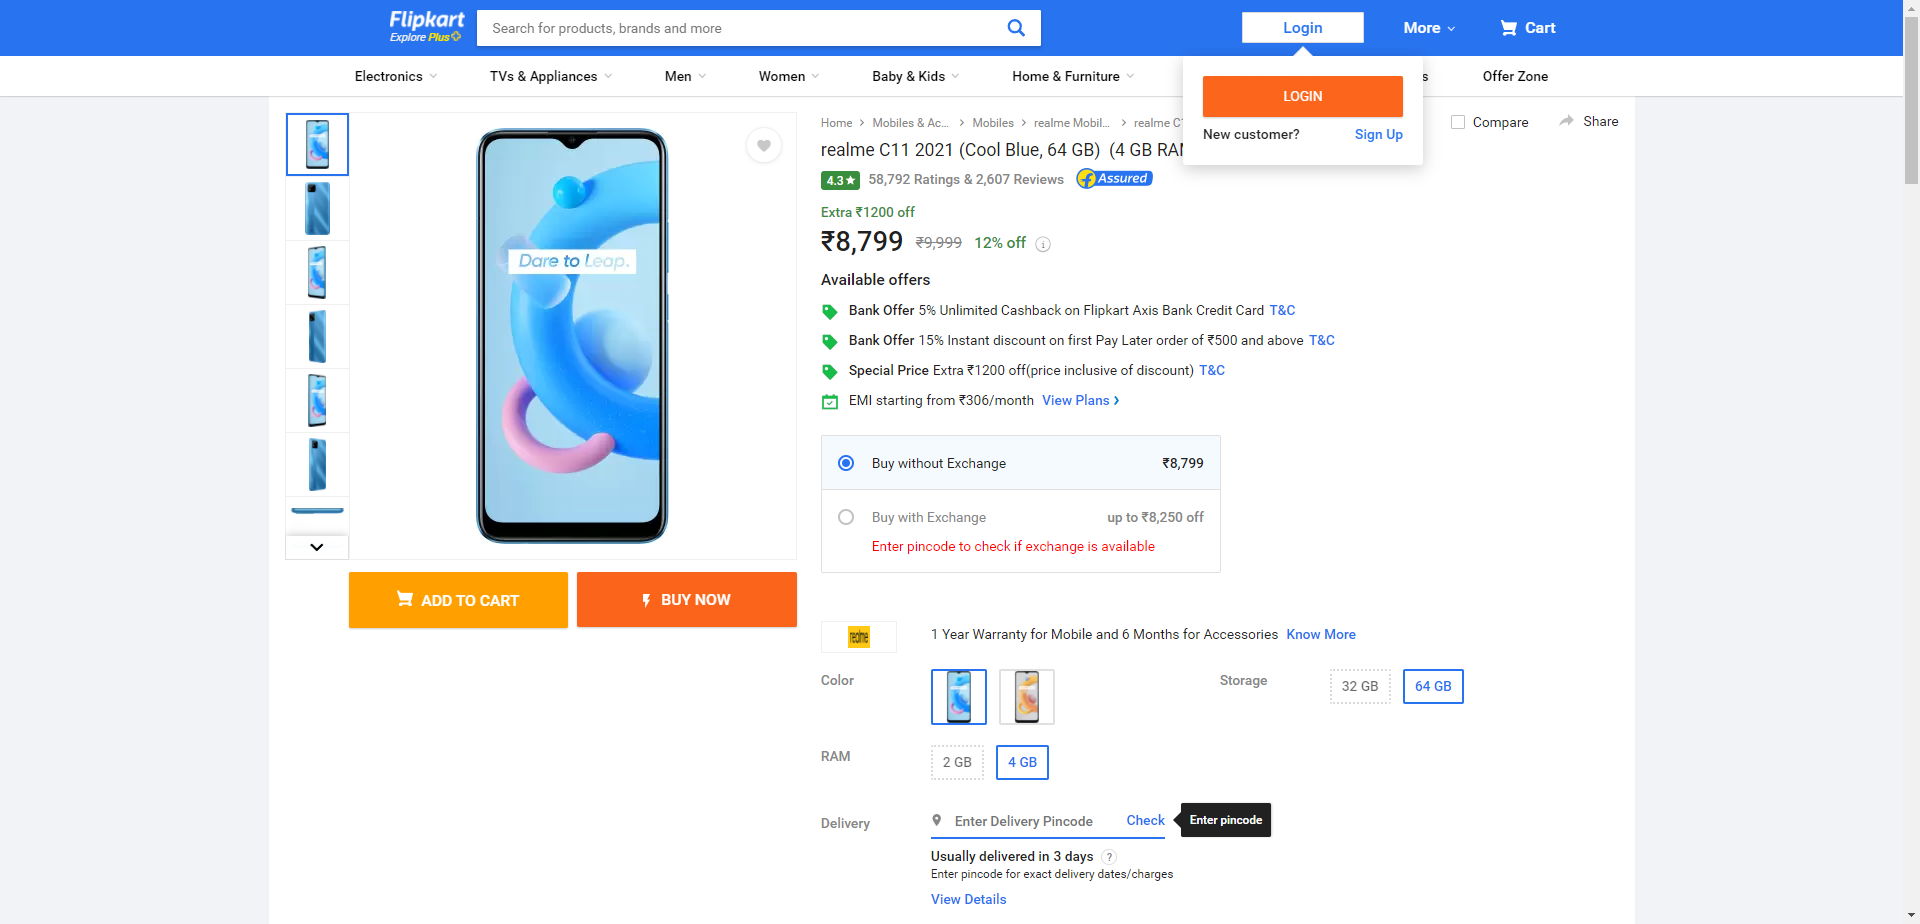 Flipkart
Explore Plus
Search for products, brands and more
Login
More
Cart
Electronics
TVs & Appliances
Men
Women
Baby & Kids
Home & Furniture
Offer Zone
LOGIN
New customer?
Sign Up
Home
Mobiles & Ac...
Mobiles
realme Mobil...
realme C
Compare
Share
realme C11 2021 (Cool Blue, 64 GB) (4 GB RAM
4.3★ 58,792 Ratings & 2,607 Reviews Assured
Extra ₹1200 off
₹8,799 ₹9,999 12% off
Dare to Leap.
Available offers
Bank Offer 5% Unlimited Cashback on Flipkart Axis Bank Credit Card T&C
Bank Offer 15% Instant discount on first Pay Later order of ₹500 and above T&C
Special Price Extra ₹1200 off(price inclusive of discount) T&C
EMI starting from ₹306/month View Plans
Buy without Exchange ₹8,799
Buy with Exchange up to ₹8,250 off
Enter pincode to check if exchange is available
ADD TO CART
BUY NOW
realme
1 Year Warranty for Mobile and 6 Months for Accessories Know More
Color
Storage 32 GB 64 GB
RAM 2 GB 4 GB
Delivery Enter Delivery Pincode Check Enter pincode
Usually delivered in 3 days ?
Enter pincode for exact delivery dates/charges
View Details